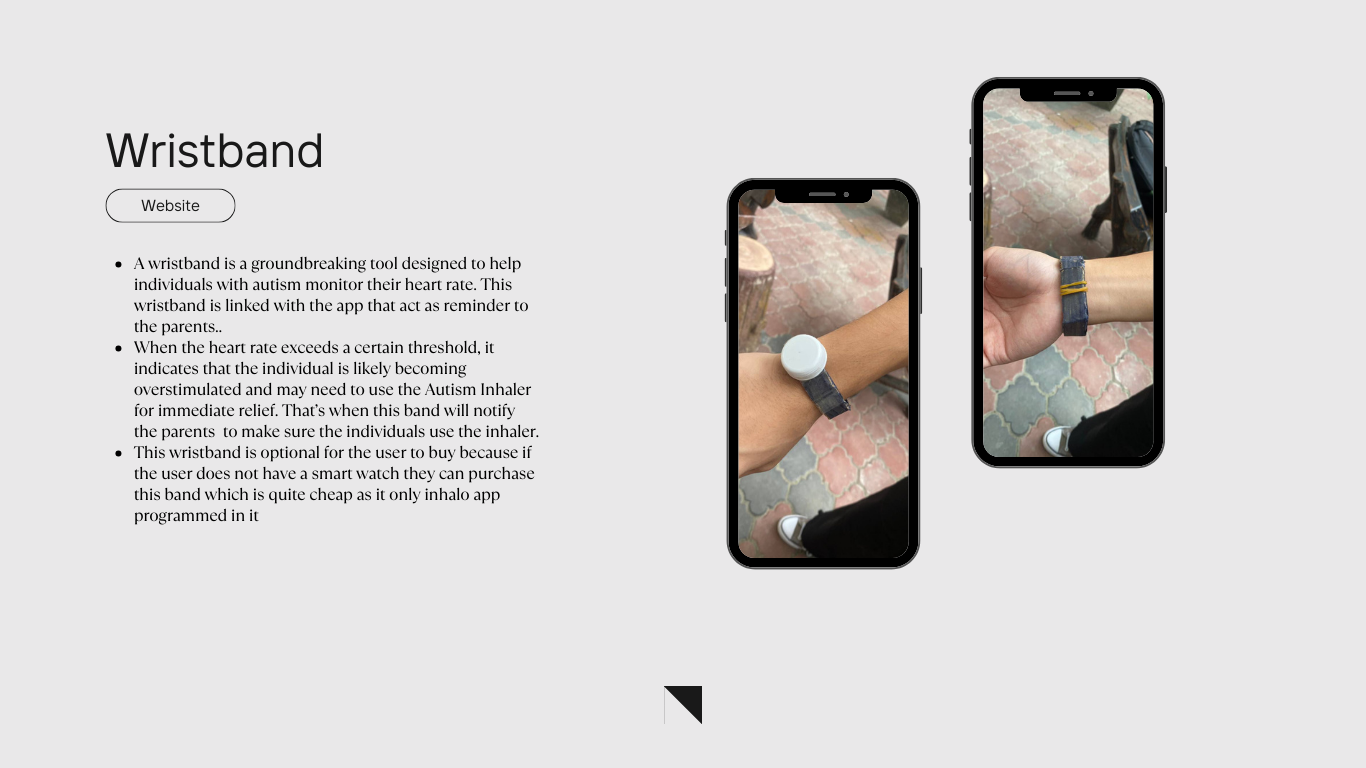 Wristband
Website
A wristband is a groundbreaking tool designed to help
individuals with autism monitor their heart rate. This
wristband is linked with the app that act as reminder to
the parents..
When the heart rate exceeds a certain threshold, it
indicates that the individual is likely becoming
overstimulated and may need to use the Autism Inhaler
for immediate relief. That's when this band will notify
the parents  to make sure the individuals use the inhaler.
This wristband is optional for the user to buy because if
the user does not have a smart watch they can purchase
this band which is quite cheap as it only inhalo app
programmed in it